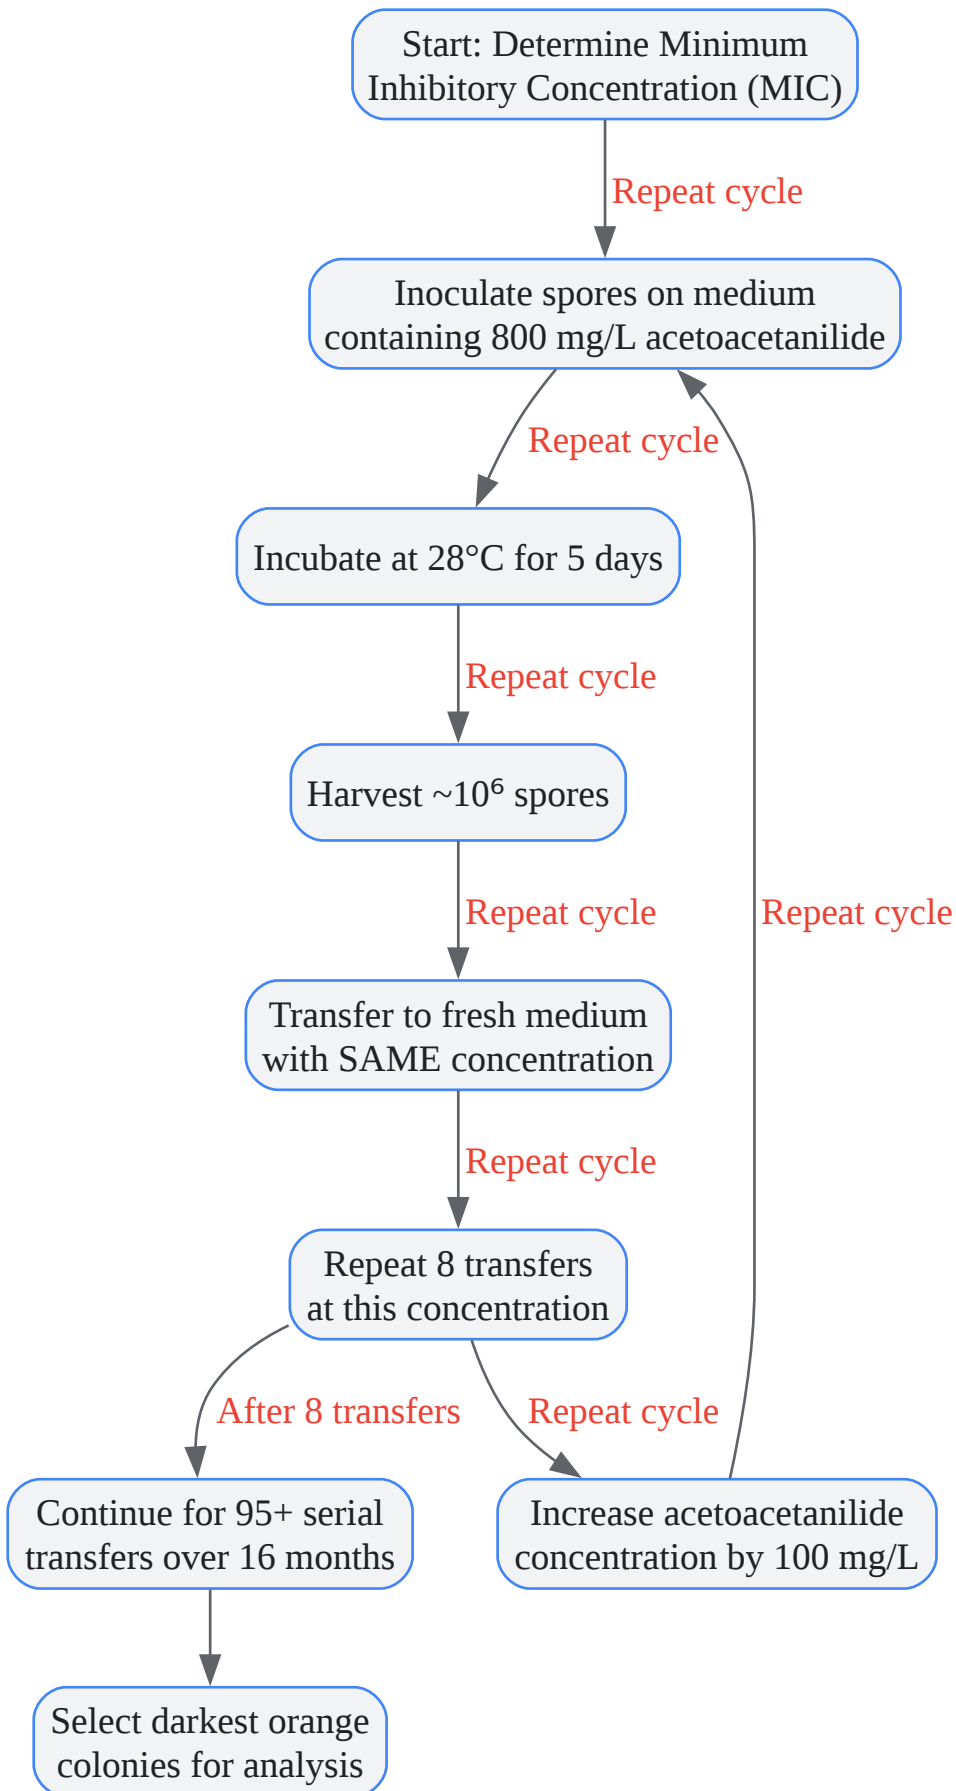 Start: Determine Minimum
Inhibitory Concentration (MIC)
Repeat cycle
Inoculate spores on medium
containing 800 mg/L acetoacetanilide
Repeat cycle
Incubate at 28°C for 5 days
Repeat cycle
Harvest ~10⁶ spores
Repeat cycle
Repeat cycle
Transfer to fresh medium
with SAME concentration
Repeat cycle
Repeat 8 transfers
at this concentration
After 8 transfers
Repeat cycle
Continue for 95+ serial
transfers over 16 months
Increase acetoacetanilide
concentration by 100 mg/L
Select darkest orange
colonies for analysis